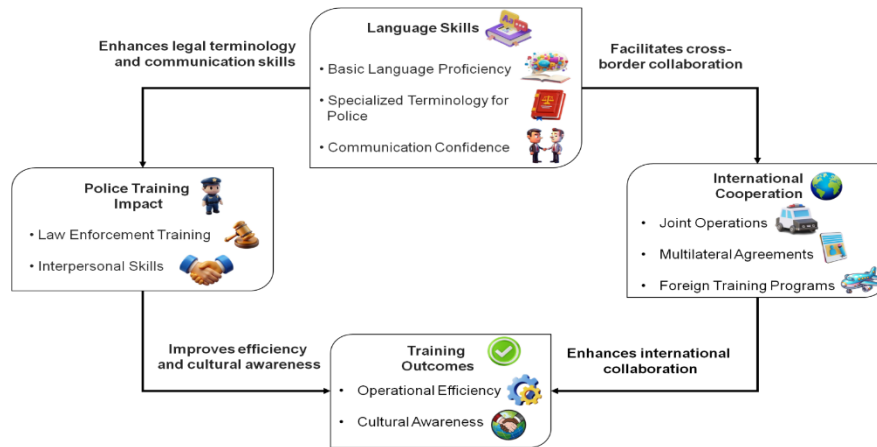 Language Skills
• Basic Language Proficiency
• Specialized Terminology for
Police
• Communication Confidence
Enhances legal terminology
and communication skills
Facilitates cross-
border collaboration
Police Training
Impact
• Law Enforcement Training
• Interpersonal Skills
International
Cooperation
• Joint Operations
• Multilateral Agreements
• Foreign Training Programs
Improves efficiency
and cultural awareness
Enhances international
collaboration
Training
Outcomes
• Operational Efficiency
• Cultural Awareness